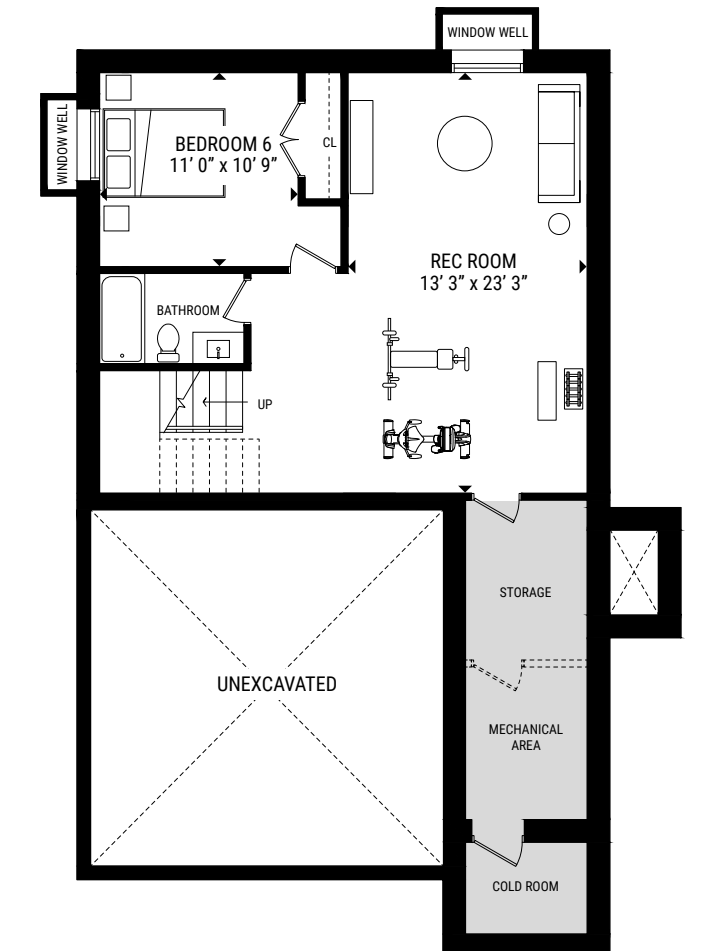 WINDOW WELL
WINDOW WELL
BEDROOM 6
11’ 0” x 10’ 9”
CL
REC ROOM
13’ 3” x 23’ 3”
BATHROOM
UP
STORAGE
UNEXCAVATED
MECHANICAL
AREA
COLD ROOM